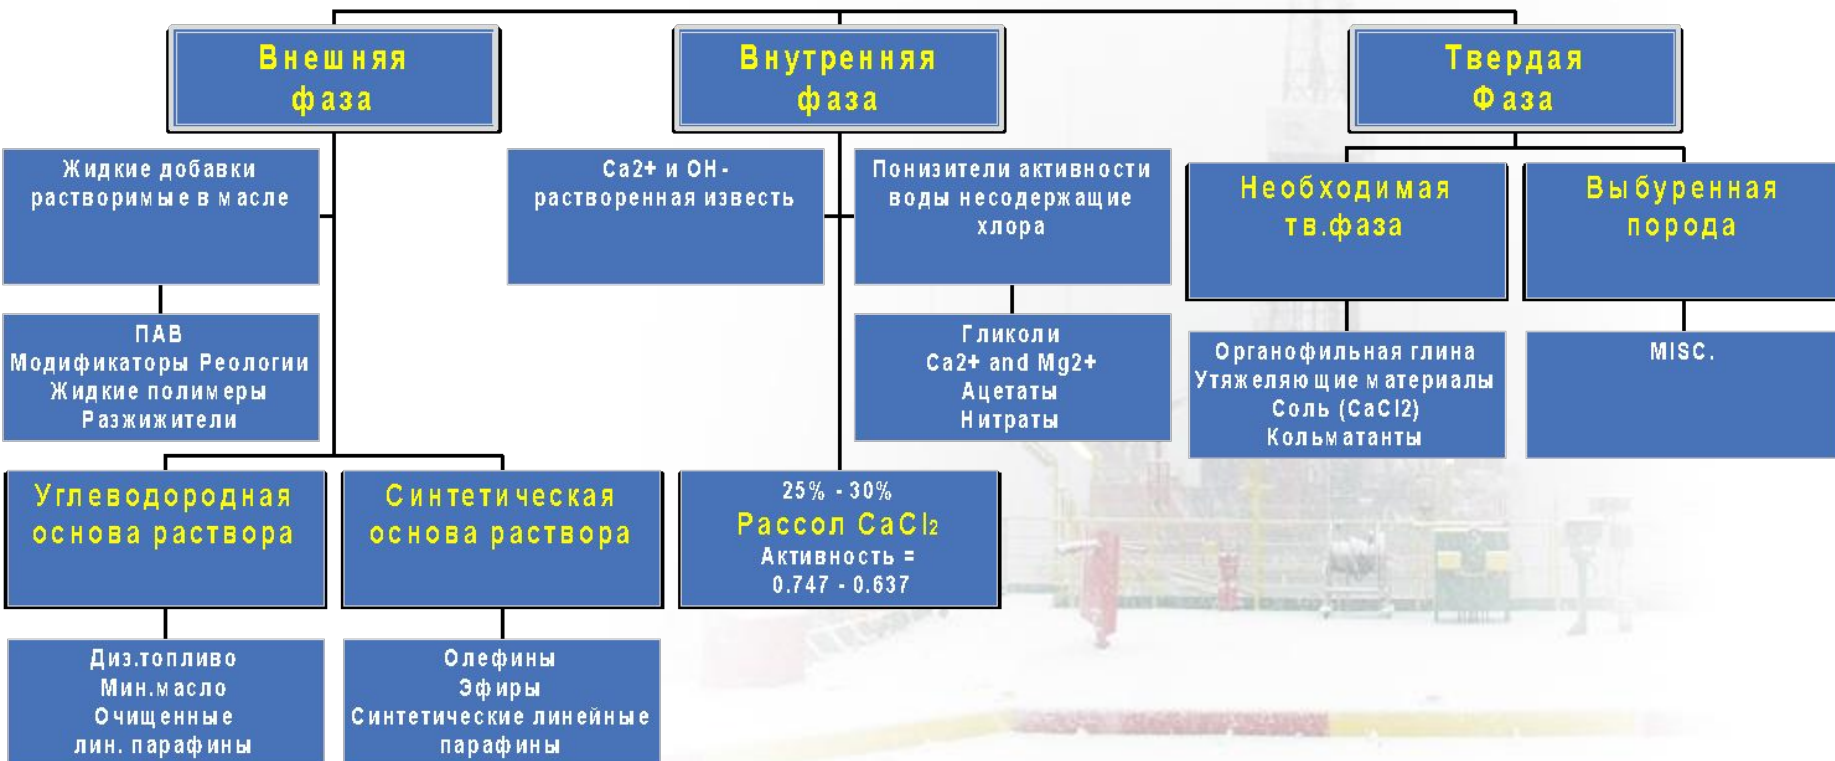 Внешняя
фаза
Внутренняя
фаза
Твердая
Фаза
Жидкие добавки
растворимые в масле
Ca2+ и OH -
растворенная известь
Понизители активности
воды несодержащие
хлора
Необходимая
тв.фаза
Выбуренная
порода
ПАВ
Модификаторы Реологии
Жидкие полимеры
Разжижители
Гликоли
Ca2+ and Mg2+
Ацетаты
Нитраты
Органофильная глина
Утяжеляющие материалы
Соль (CaCl2)
Кольматанты
MISC.
Углеводородная
основа раствора
Синтетическая
основа раствора
25% - 30%
Рассол CaCl2
Активность =
0.747 - 0.637
Диз.топливо
Мин.масло
Очищенные
лин. парафины
Олефины
Эфиры
Синтетические линейные
парафины